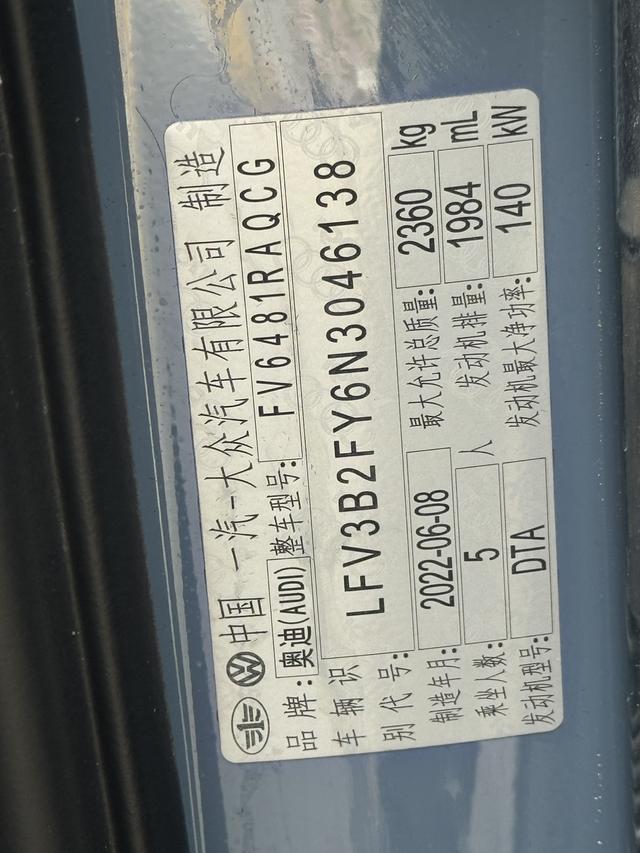 中国 一汽-大众汽车有限公司 制造
品牌: 奥迪(AUDI) 整车型号: FV6481RAQCG
车辆识别代号: LFV3B2FY6N3046138
制造年月: 2022-06-08 最大允许总质量: 2360 kg
乘坐人数: 5 人 发动机排量: 1984 mL
发动机型号: DTA 发动机最大净功率: 140 kW